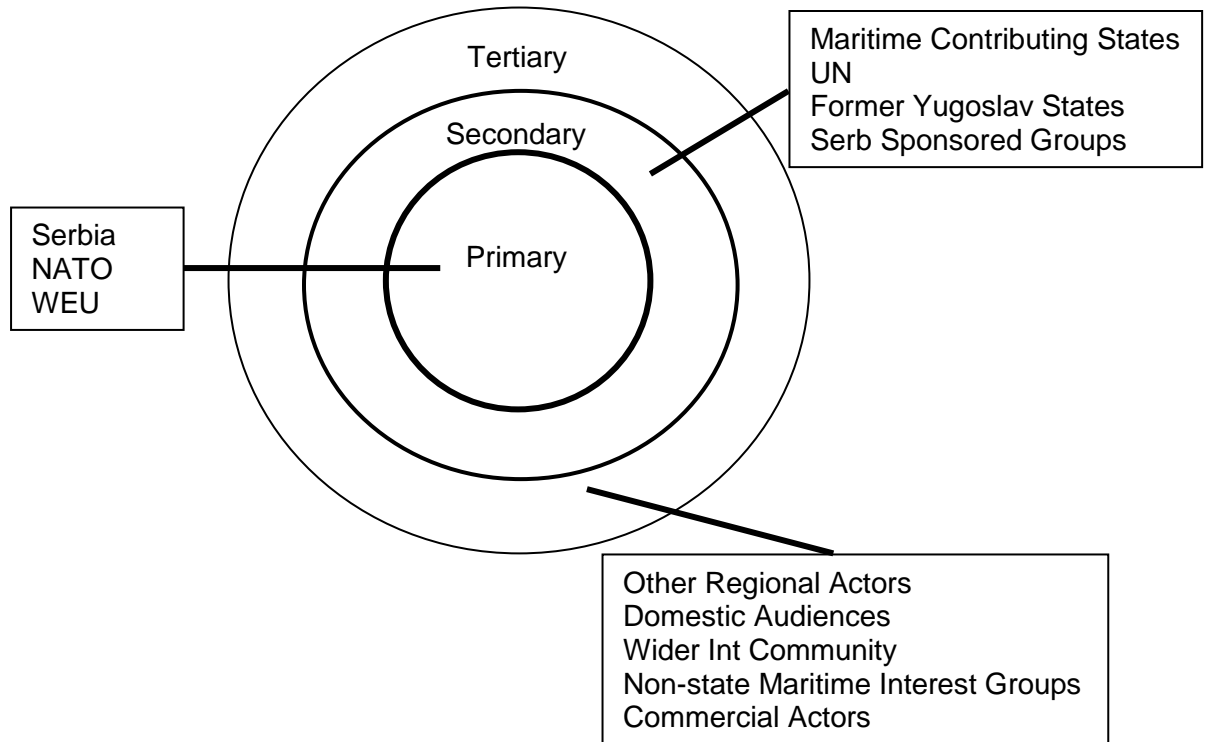 Tertiary
Secondary
Primary
Maritime Contributing States
UN
Former Yugoslav States
Serb Sponsored Groups
Serbia
NATO
WEU
Other Regional Actors
Domestic Audiences
Wider Int Community
Non-state Maritime Interest Groups
Commercial Actors